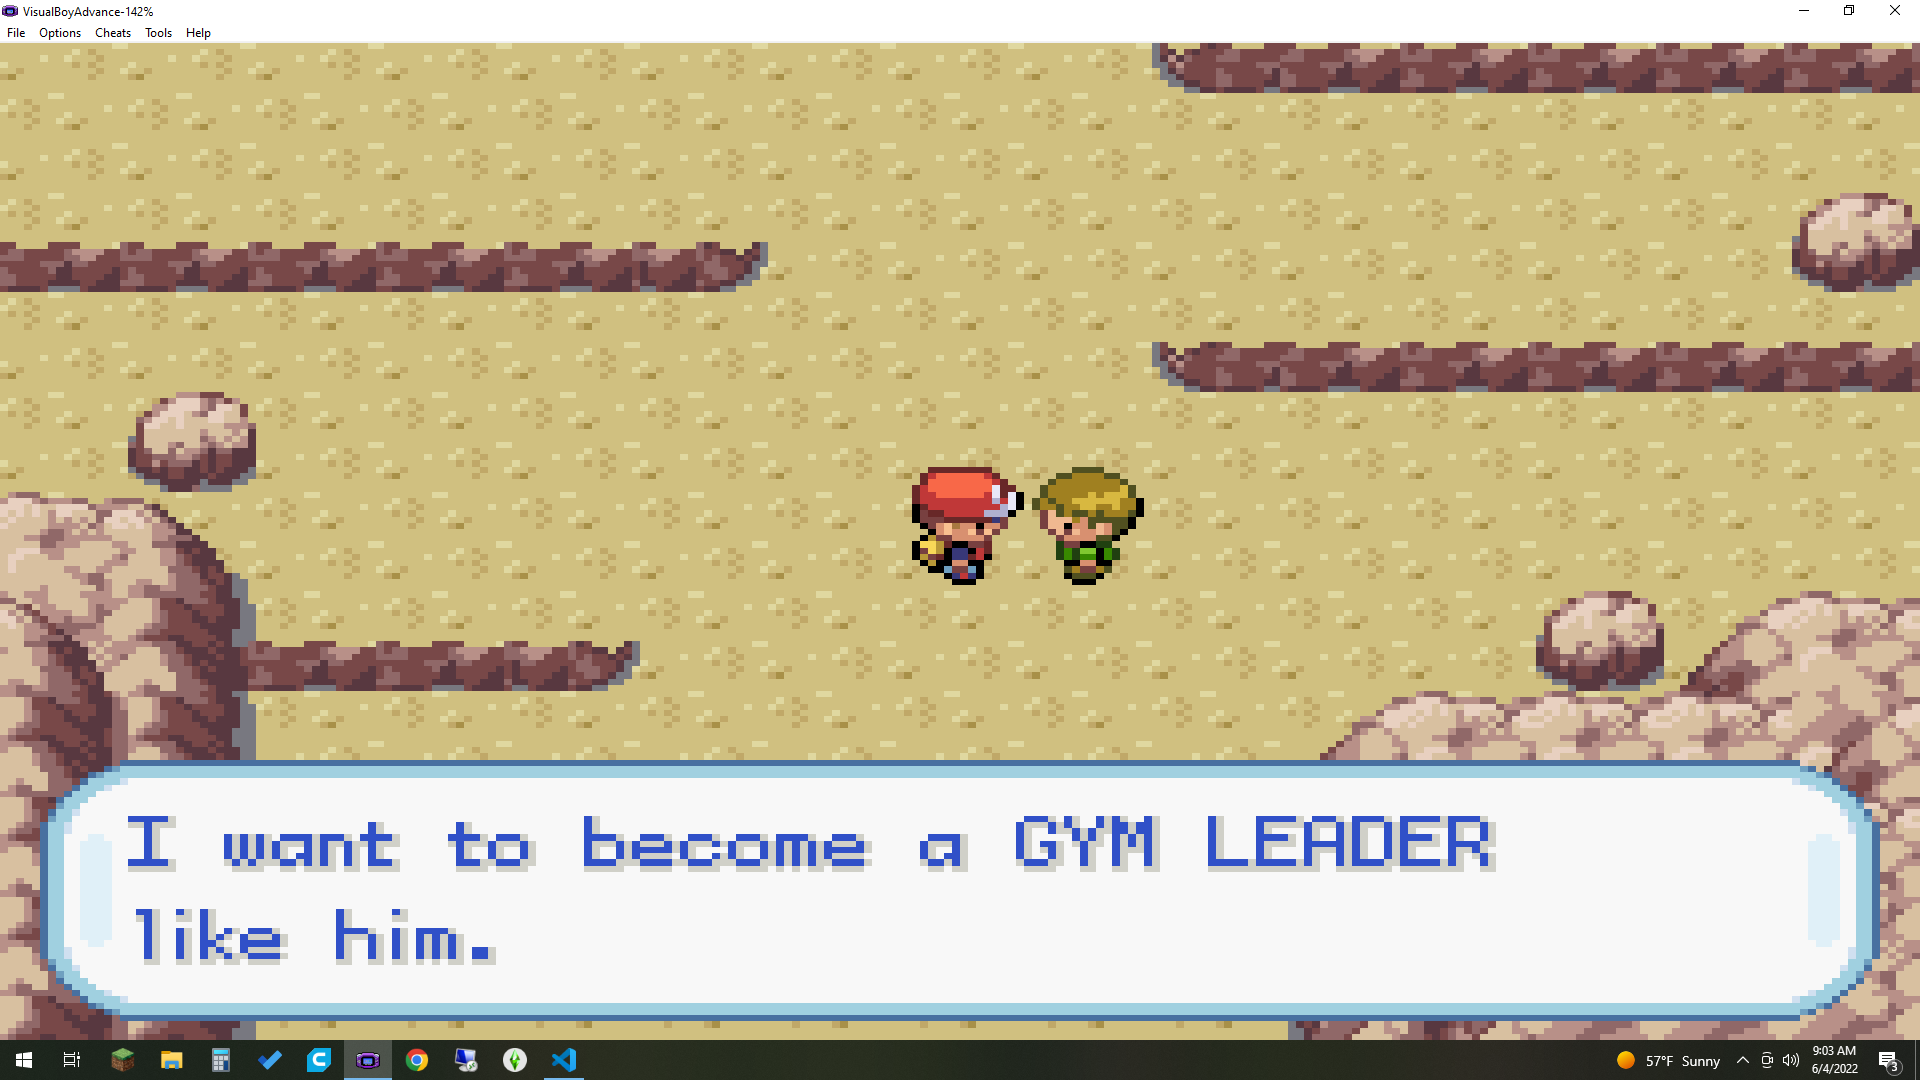 VisualBoyAdvance-142%
File Options Cheats Tools Help
I want to become a GYM LEADER
like him.
57°F Sunny
9:03 AM
6/4/2022
3